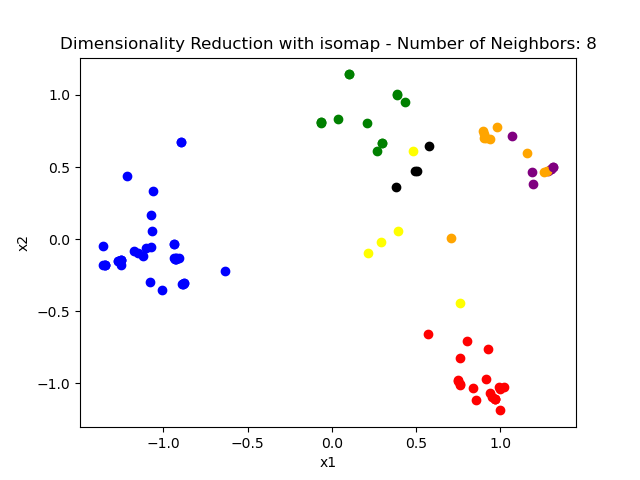 Dimensionality Reduction with isomap - Number of Neighbors: 8
1.0
0.5
0.0
−0.5
−1.0
x2
−1.0 −0.5 0.0 0.5 1.0
x1